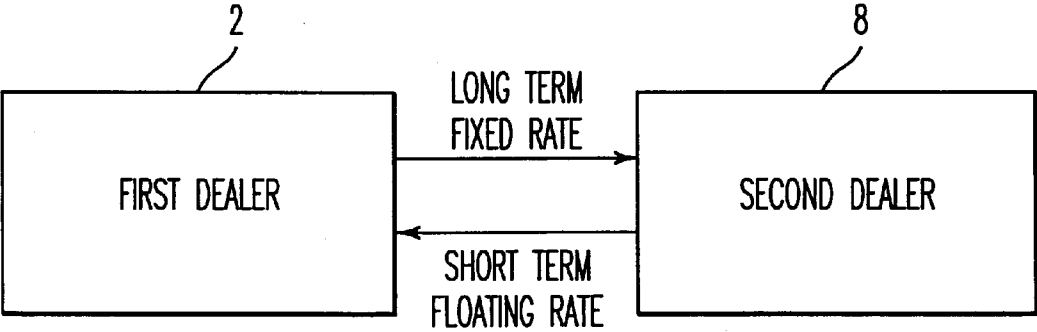 2
8
LONG TERM
FIXED RATE
FIRST DEALER
SECOND DEALER
SHORT TERM
FLOATING RATE